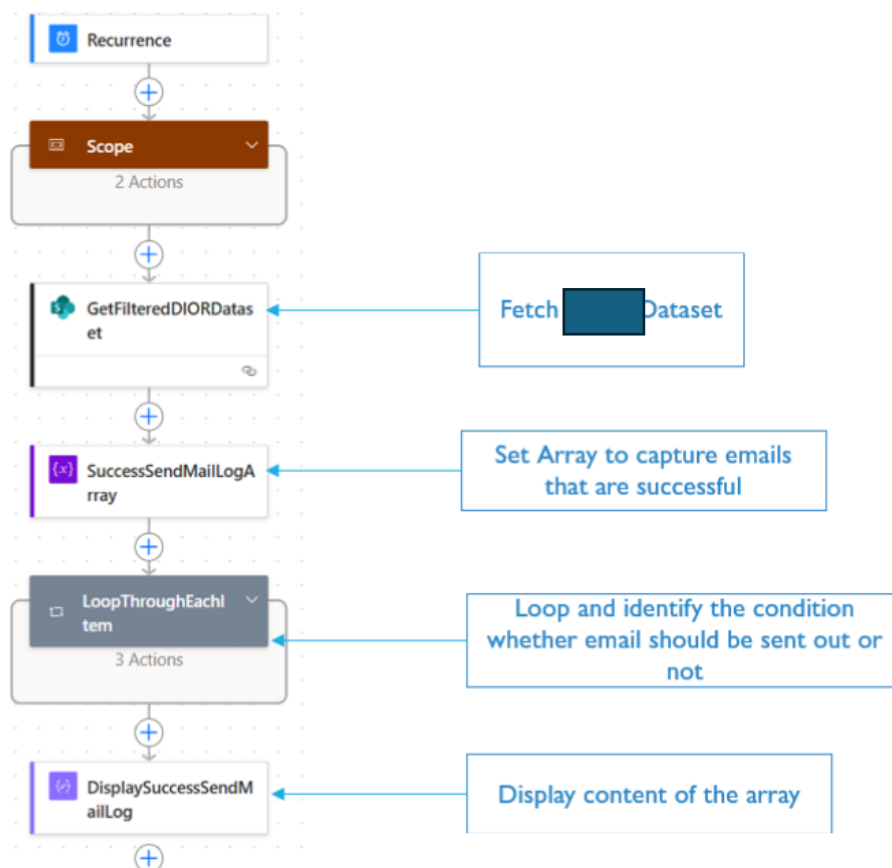 Recurrence
Scope
2 Actions
GetFilteredDIORDatas
et
Fetch Dataset
SuccessSendMailLogA
rray
Set Array to capture emails
that are successful
LoopThroughEachI
tem
3 Actions
Loop and identify the condition
whether email should be sent out or
not
DisplaySuccessSendM
ailLog
Display content of the array